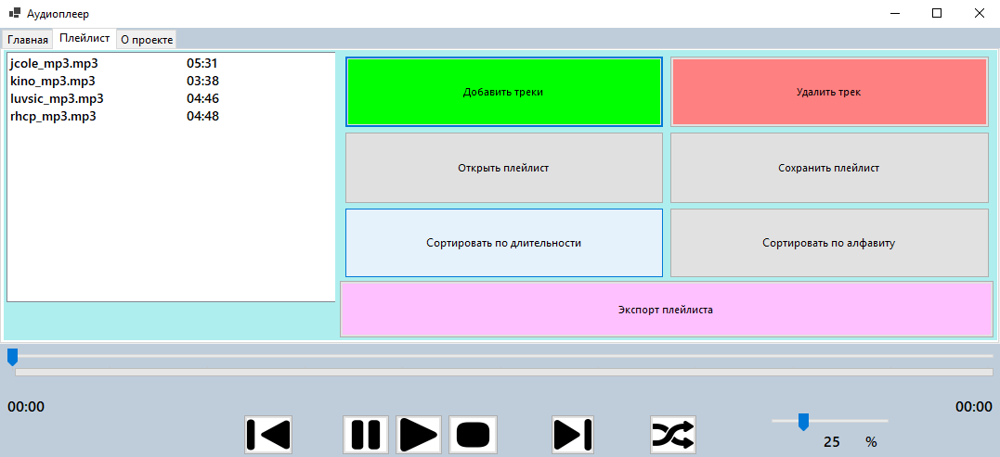 Аудиоплеер
Главная Плейлист О проекте
jcole_mp3.mp3 05:31
kino_mp3.mp3 03:38
luvsic_mp3.mp3 04:46
rhcp_mp3.mp3 04:48
Добавить треки Удалить трек
Открыть плейлист Сохранить плейлист
Сортировать по длительности Сортировать по алфавиту
Экспорт плейлиста
00:00 00:00
25 %